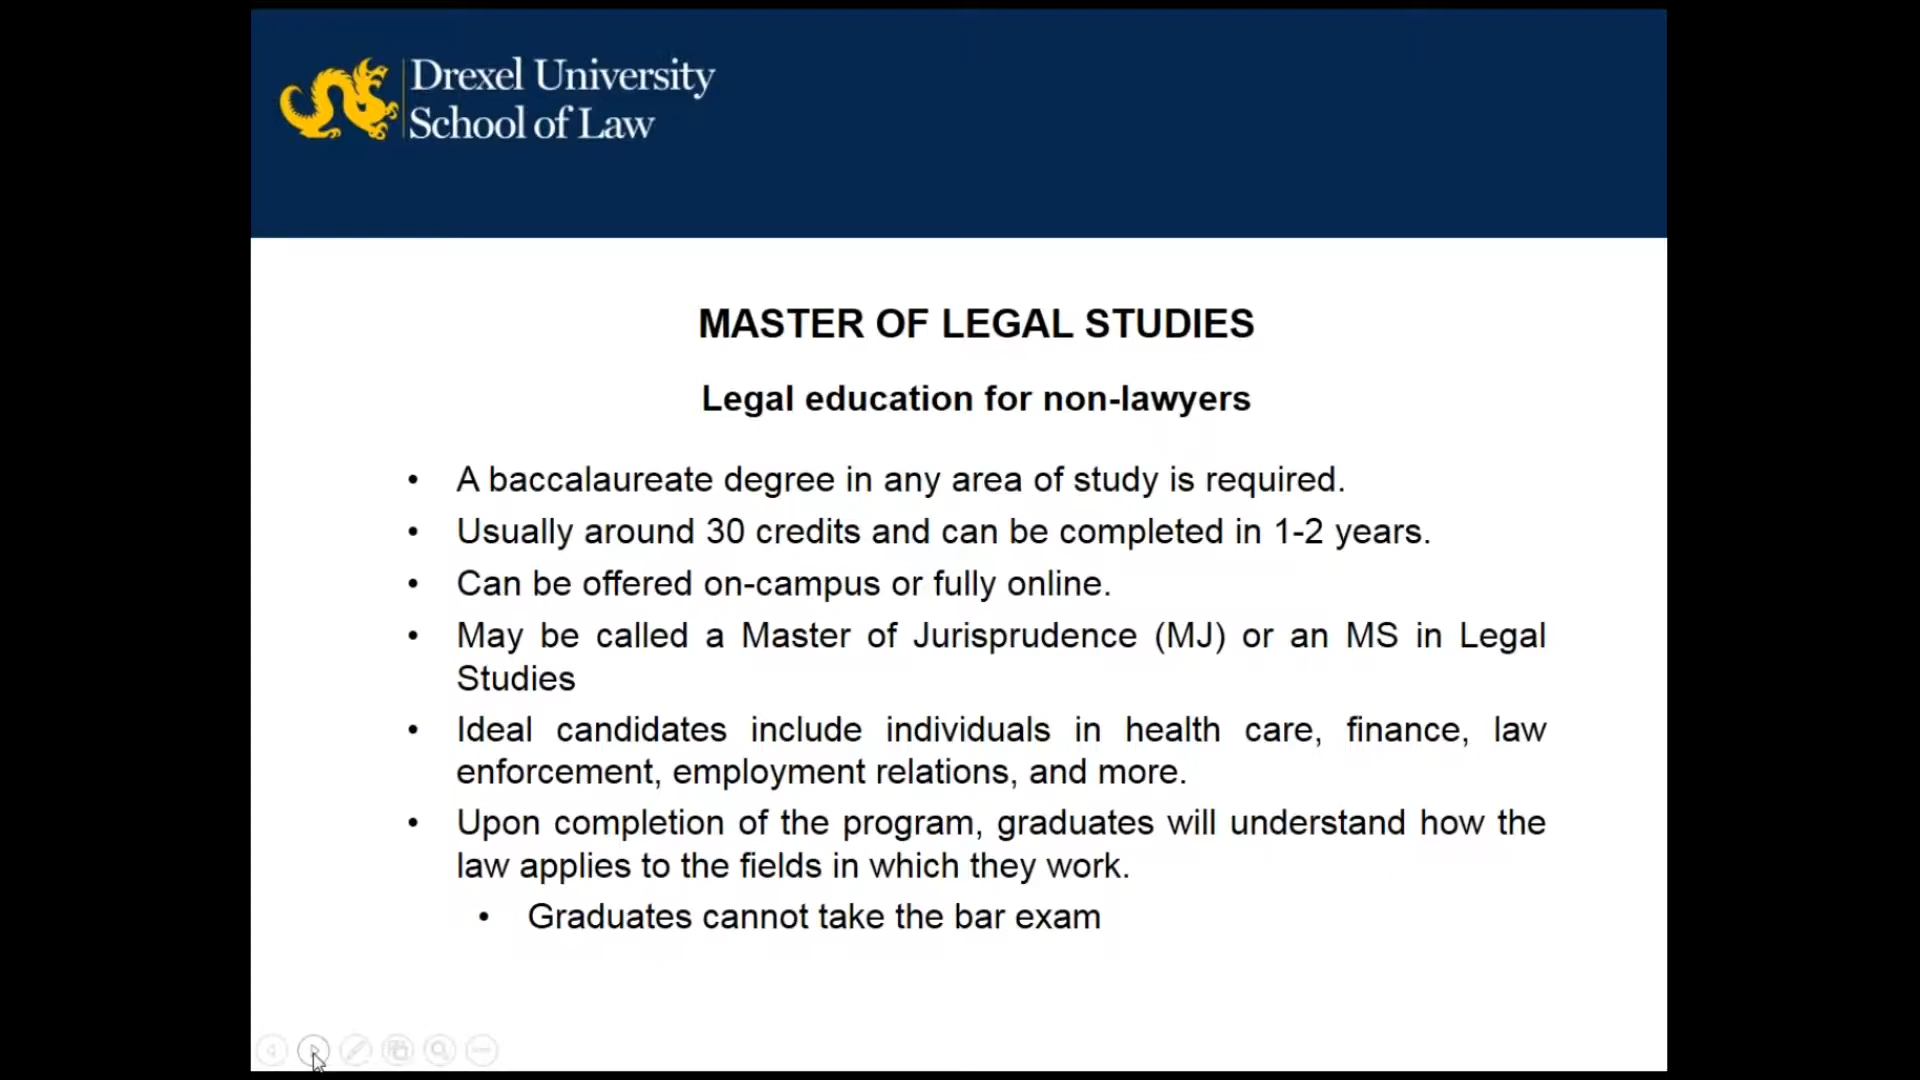 Drexel University
School of Law
MASTER OF LEGAL STUDIES
Legal education for non-lawyers
• A baccalaureate degree in any area of study is required.
• Usually around 30 credits and can be completed in 1-2 years.
• Can be offered on-campus or fully online.
• May be called a Master of Jurisprudence (MJ) or an MS in Legal
Studies
• Ideal candidates include individuals in health care, finance, law
enforcement, employment relations, and more.
• Upon completion of the program, graduates will understand how the
law applies to the fields in which they work.
• Graduates cannot take the bar exam